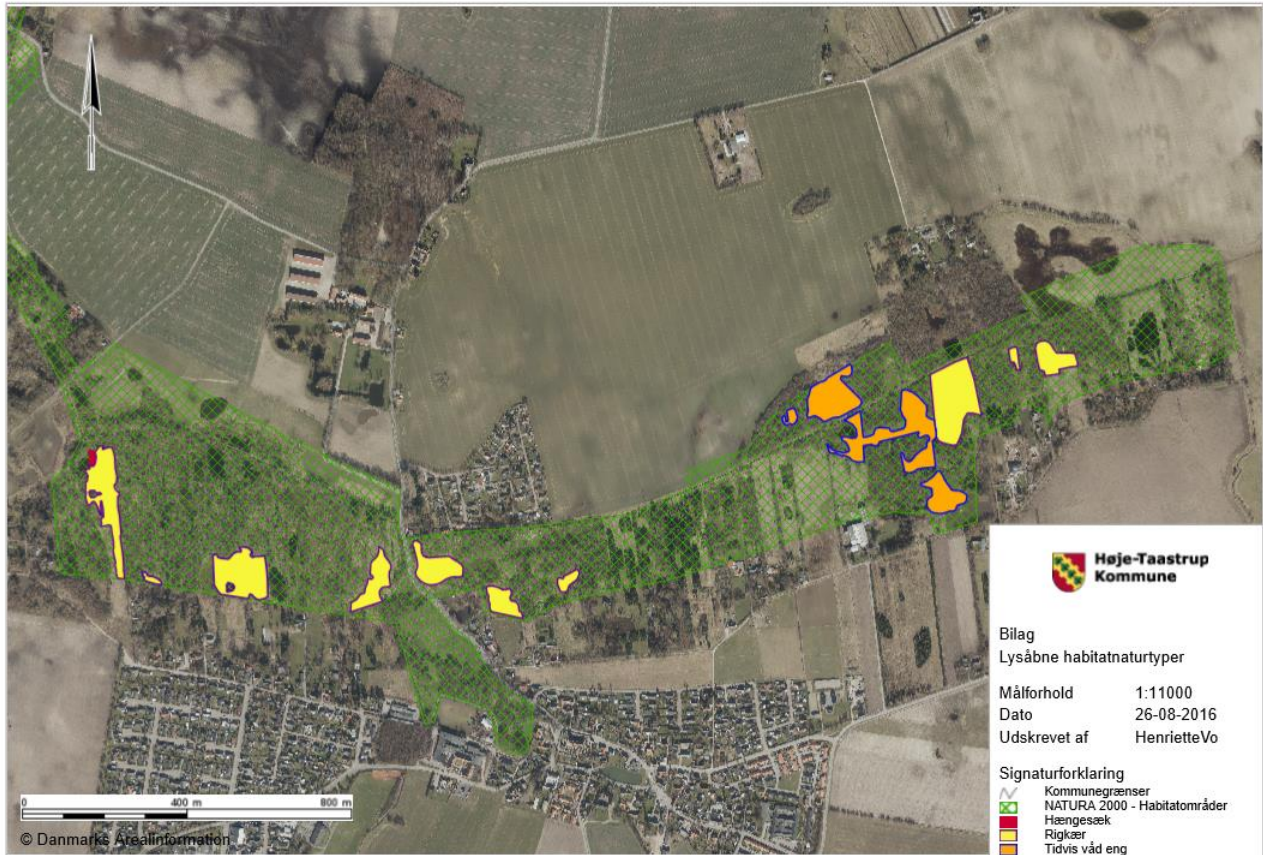 Høje-Taastrup
Kommune
Bilag
Lysåbne habitatnaturtyper
Målforhold 1:11000
Dato 26-08-2016
Udskrevet af HenrietteVo
Signaturforklaring
Kommunegrænser
NATURA 2000 - Habitatområder
Hængesæk
Rigkær
Tidvis våd eng
0 400 m 800 m
© Danmarks Arealinformation